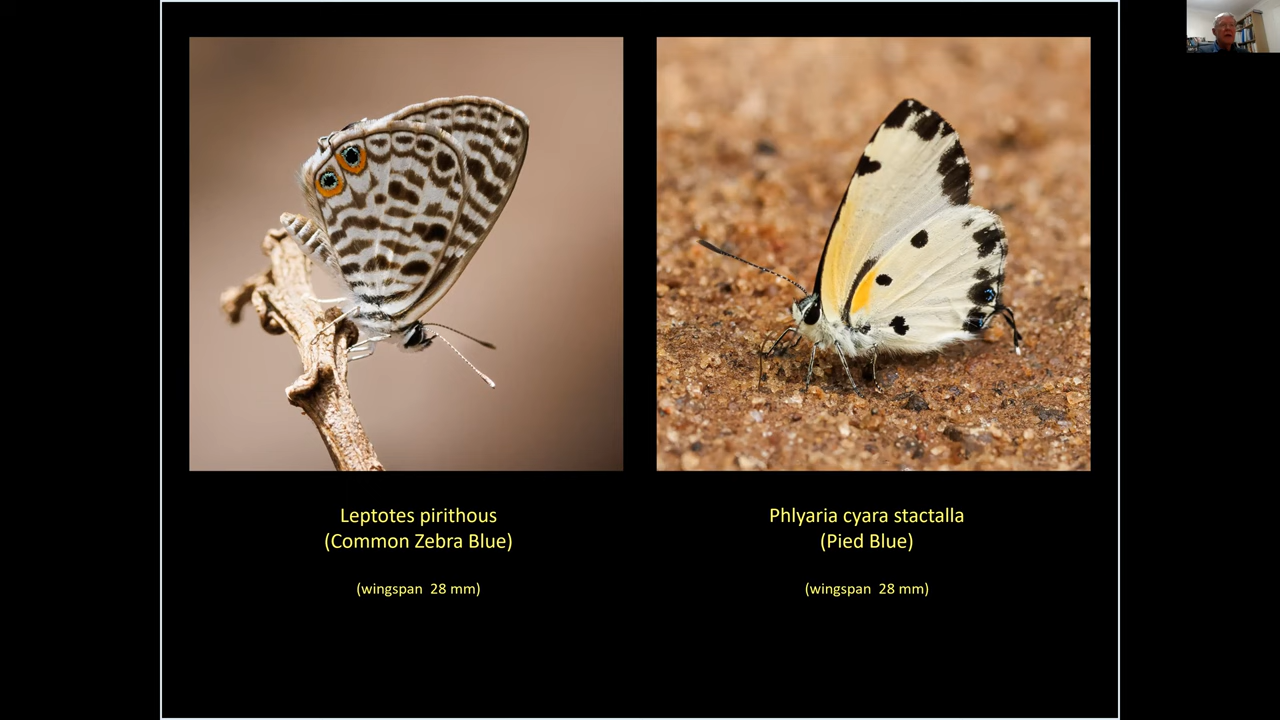 Leptotes pirithous
(Common Zebra Blue)
(wingspan 28 mm)
Phlyaria cyara stactalla
(Pied Blue)
(wingspan 28 mm)